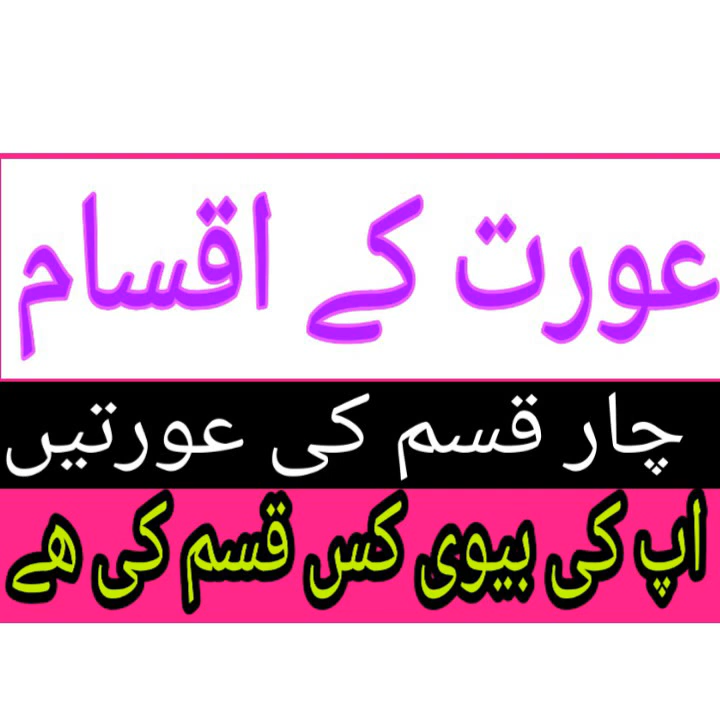 عورت کے اقسام
چار قسم کی عورتیں
اپ کی بیوی کس قسم کی ھے